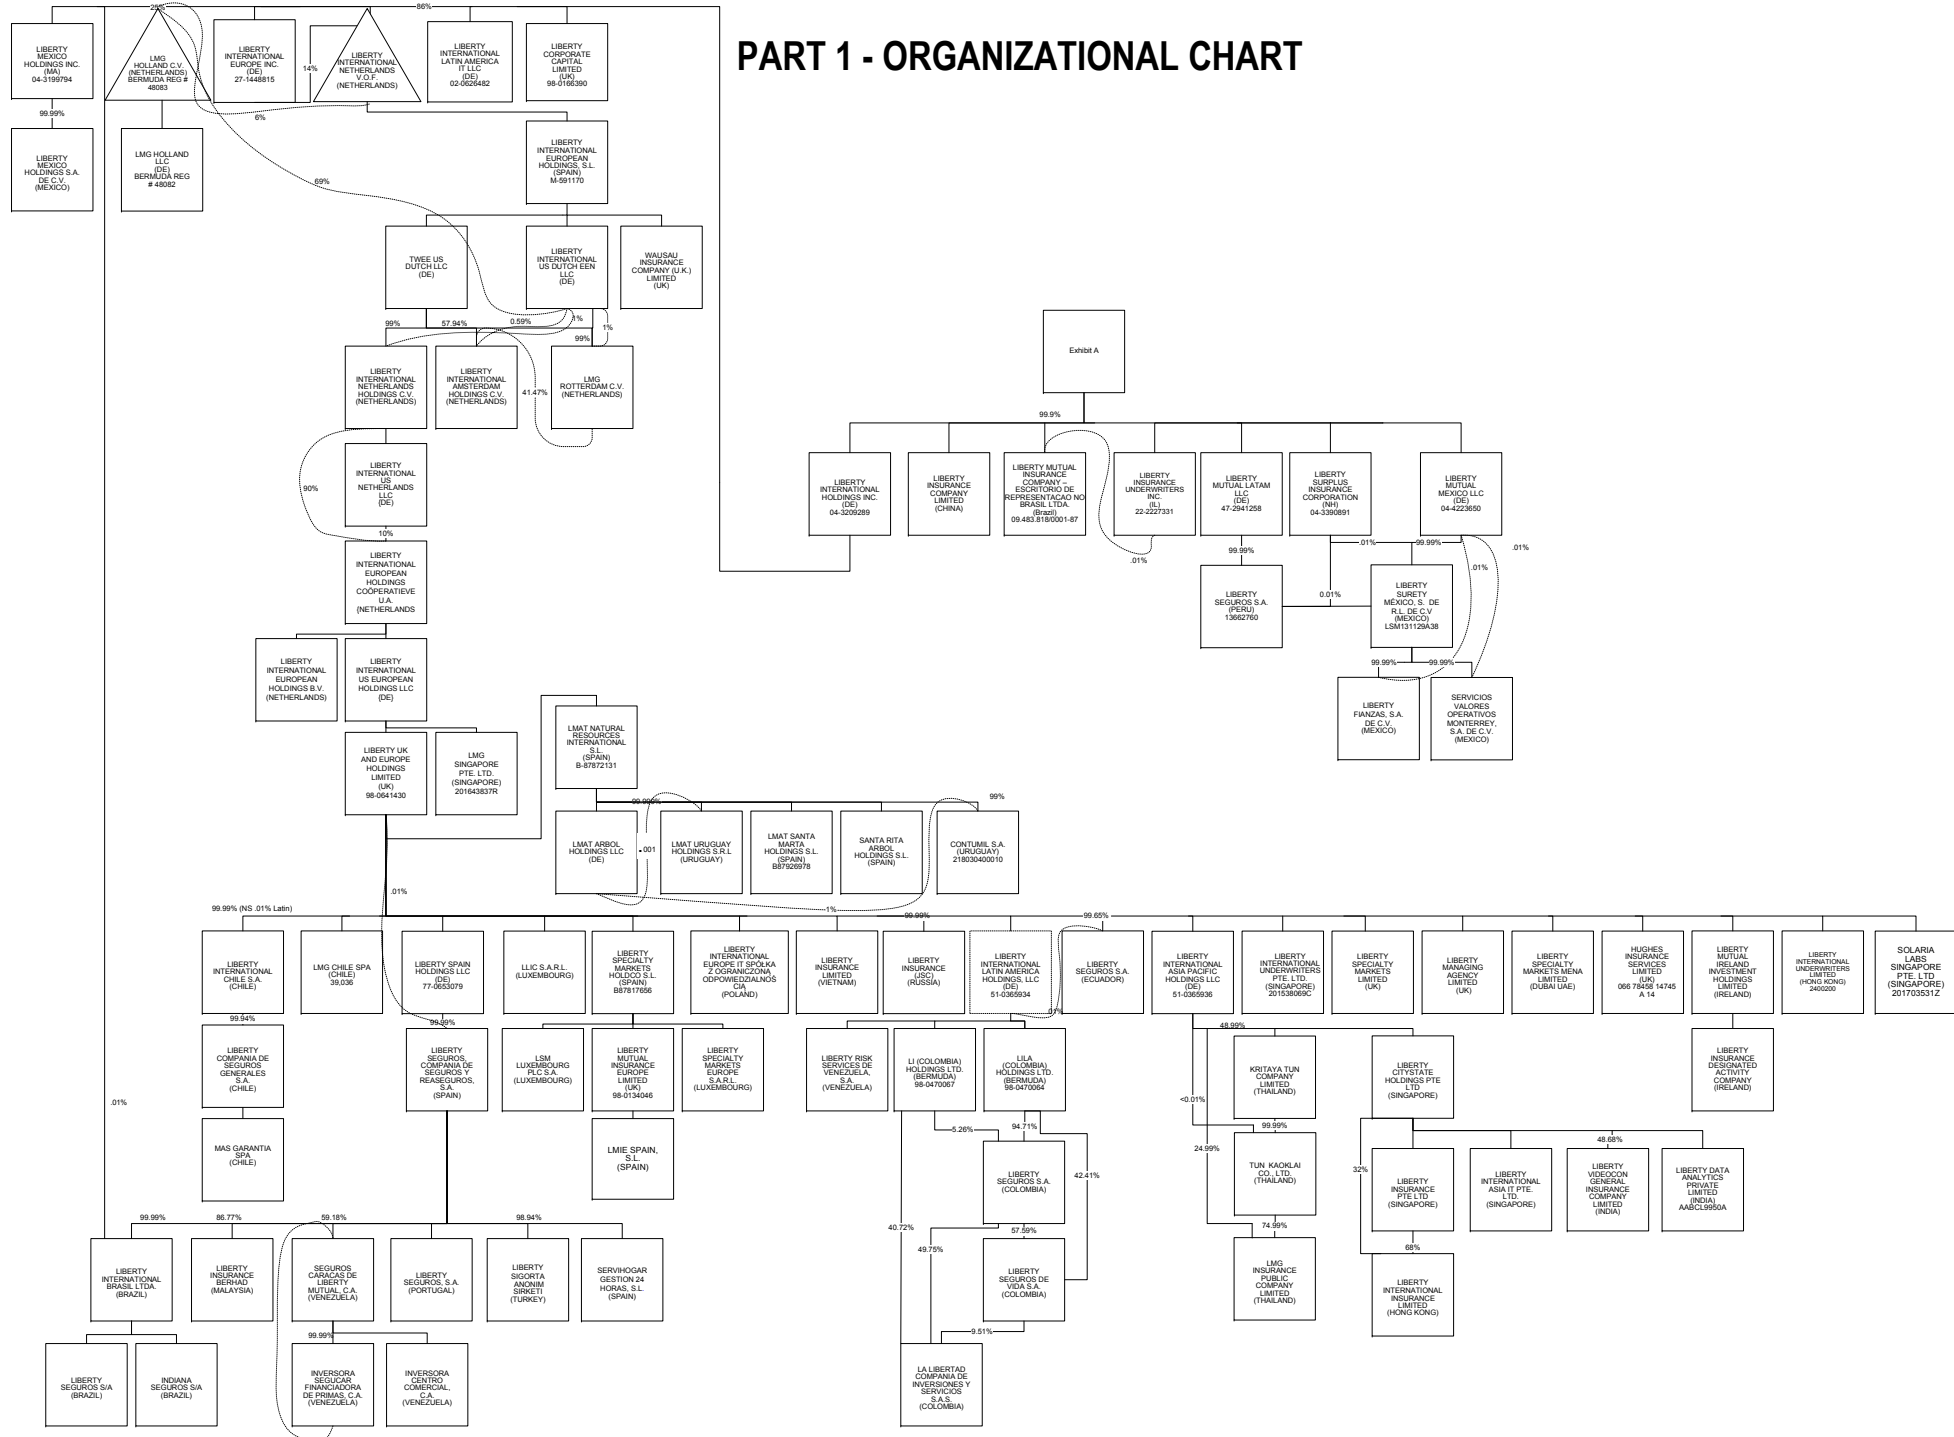 PART 1 - ORGANIZATIONAL CHART
25%
86%
LIBERTY
MEXICO
HOLDINGS INC.
(MA)
04-3199794
LMG
HOLLAND C.V.
(NETHERLANDS)
BERMUDA REG #
48083
LIBERTY
INTERNATIONAL
EUROPE INC.
(DE)
27-1448815
14%
LIBERTY
INTERNATIONAL
NETHERLANDS
V.O.F.
(NETHERLANDS)
LIBERTY
INTERNATIONAL
LATIN AMERICA
IT LLC
(DE)
02-0626482
LIBERTY
CORPORATE
CAPITAL
LIMITED
(UK)
98-0166390
99.99%
6%
LIBERTY
MEXICO
HOLDINGS S.A.
DE C.V.
(MEXICO)
LMG HOLLAND
LLC
(DE)
BERMUDA REG
# 48082
LIBERTY
INTERNATIONAL
EUROPEAN
HOLDINGS, S.L.
(SPAIN)
M-591170
69%
TWEE US
DUTCH LLC
(DE)
LIBERTY
INTERNATIONAL
US DUTCH EEN
LLC
(DE)
WAUSAU
INSURANCE
COMPANY (U.K.)
LIMITED
(UK)
99%
57.94%
0.59%
1%
1%
99%
LIBERTY
INTERNATIONAL
NETHERLANDS
HOLDINGS C.V.
(NETHERLANDS)
LIBERTY
INTERNATIONAL
AMSTERDAM
HOLDINGS C.V.
(NETHERLANDS)
41.47%
LMG
ROTTERDAM C.V.
(NETHERLANDS)
Exhibit A
99.9%
LIBERTY
INTERNATIONAL
US
NETHERLANDS
LLC
{DE)
90%
10%
LIBERTY
INTERNATIONAL
HOLDINGS INC.
(DE)
04-3209289
LIBERTY
INSURANCE
COMPANY
LIMITED
(CHINA)
LIBERTY MUTUAL
INSURANCE
COMPANY –
ESCRITORIO DE
REPRESENTACAO NO
BRASIL LTDA.
(Brazil)
09.483.818/0001-87
LIBERTY
INSURANCE
UNDERWRITERS
INC.
(IL)
22-2227331
LIBERTY
MUTUAL LATAM
LLC
(DE)
47-2941258
LIBERTY
SURPLUS
INSURANCE
CORPORATION
(NH)
04-3390891
LIBERTY
MUTUAL
MEXICO LLC
(DE)
04-4223650
.01%
99.99%
.01%
99.99%
.01%
.01%
0.01%
LIBERTY
INTERNATIONAL
EUROPEAN
HOLDINGS
COÖPERATIEVE
U.A.
{NETHERLANDS
LIBERTY
SEGUROS S.A.
(PERU)
13662760
LIBERTY
SURETY
MÉXICO, S. DE
R.L. DE C.V
(MEXICO)
LSM131129A38
99.99%
99.99%
LIBERTY
INTERNATIONAL
EUROPEAN
HOLDINGS B.V.
(NETHERLANDS)
LIBERTY
INTERNATIONAL
US EUROPEAN
HOLDINGS LLC
{DE}
LIBERTY
FIANZAS, S.A.
DE C.V.
(MEXICO)
SERVICIOS
VALORES
OPERATIVOS
MONTERREY,
S.A. DE C.V.
(MEXICO)
LIBERTY UK
AND EUROPE
HOLDINGS
LIMITED
(UK)
98-0641430
LMG
SINGAPORE
PTE. LTD.
(SINGAPORE)
201643837R
LMAT NATURAL
RESOURCES
INTERNATIONAL
S.L.
(SPAIN)
B-87872131
99.999%
99%
LMAT ARBOL
HOLDINGS LLC
(DE)
.001
LMAT URUGUAY
HOLDINGS S.R.L
(URUGUAY)
LMAT SANTA
MARTA
HOLDINGS S.L.
(SPAIN)
B87926978
SANTA RITA
ARBOL
HOLDINGS S.L.
(SPAIN)
CONTUMIL S.A.
(URUGUAY)
218030400010
.01%
1%
99.99% (NS .01% Latin)
99.99%
99.65%
LIBERTY
INTERNATIONAL
CHILE S.A.
(CHILE)
LMG CHILE SPA
(CHILE)
39,036
LIBERTY SPAIN
HOLDINGS LLC
(DE)
77-0653079
LLIC S.A.R.L.
(LUXEMBOURG)
LIBERTY
SPECIALTY
MARKETS
HOLDCO S.L.
(SPAIN)
B87817656
LIBERTY
INTERNATIONAL
EUROPE IT SPÓŁKA
Z OGRANICZONĄ
ODPOWIEDZIALNOŚ
CIĄ
(POLAND)
LIBERTY
INSURANCE
LIMITED
(VIETNAM)
LIBERTY
INSURANCE
(JSC)
(RUSSIA)
LIBERTY
INTERNATIONAL
LATIN AMERICA
HOLDINGS, LLC
(DE)
51-0365934
LIBERTY
SEGUROS S.A.
(ECUADOR)
LIBERTY
INTERNATIONAL
ASIA PACIFIC
HOLDINGS LLC
(DE)
51-0365936
LIBERTY
INTERNATIONAL
UNDERWRITERS
PTE. LTD.
(SINGAPORE)
201538069C
LIBERTY
SPECIALTY
MARKETS
LIMITED
(UK)
LIBERTY
MANAGING
AGENCY
LIMITED
(UK)
LIBERTY
SPECIALTY
MARKETS MENA
LIMITED
(DUBAI UAE)
HUGHES
INSURANCE
SERVICES
LIMITED
(UK)
066 78458 14745
A 14
LIBERTY
MUTUAL
IRELAND
INVESTMENT
HOLDINGS
LIMITED
(IRELAND)
LIBERTY
INTERNATIONAL
UNDERWRITERS
LIMITED
(HONG KONG)
2400200
SOLARIA
LABS
SINGAPORE
PTE. LTD
(SINGAPORE)
201703531Z
99.94%
99.99%
.01%
48.99%
LIBERTY
COMPANIA DE
SEGUROS
GENERALES
S.A.
(CHILE)
LIBERTY
SEGUROS,
COMPANIA DE
SEGUROS Y
REASEGUROS,
S.A.
(SPAIN)
LSM
LUXEMBOURG
PLC S.A.
(LUXEMBOURG)
LIBERTY
MUTUAL
INSURANCE
EUROPE
LIMITED
(UK)
98-0134046
LIBERTY
SPECIALTY
MARKETS
EUROPE
S.A.R.L.
(LUXEMBOURG)
LIBERTY RISK
SERVICES DE
VENEZUELA,
S.A.
(VENEZUELA)
LI (COLOMBIA)
HOLDINGS LTD.
(BERMUDA)
98-0470067
LILA
(COLOMBIA)
HOLDINGS LTD.
(BERMUDA)
98-0470064
KRITAYA TUN
COMPANY
LIMITED
(THAILAND)
LIBERTY
CITYSTATE
HOLDINGS PTE
LTD
(SINGAPORE)
LIBERTY
INSURANCE
DESIGNATED
ACTIVITY
COMPANY
(IRELAND)
.01%
<0.01%
5.26%
94.71%
99.99%
48.68%
MAS GARANTIA
SPA
(CHILE)
LMIE SPAIN,
S.L.
(SPAIN)
LIBERTY
SEGUROS S.A.
(COLOMBIA)
42.41%
24.99%
TUN KAOKLAI
CO., LTD.
(THAILAND)
32%
LIBERTY
INSURANCE
PTE LTD
(SINGAPORE)
LIBERTY
INTERNATIONAL
ASIA IT PTE.
LTD.
(SINGAPORE)
LIBERTY
VIDEOCON
GENERAL
INSURANCE
COMPANY
LIMITED
(INDIA)
LIBERTY DATA
ANALYTICS
PRIVATE
LIMITED
(INDIA)
AABCL9950A
99.99%
86.77%
59.18%
98.94%
40.72%
49.75%
57.59%
74.99%
68%
LIBERTY
INTERNATIONAL
BRASIL LTDA.
(BRAZIL)
LIBERTY
INSURANCE
BERHAD
(MALAYSIA)
SEGUROS
CARACAS DE
LIBERTY
MUTUAL, C.A.
(VENEZUELA)
LIBERTY
SEGUROS, S.A.
(PORTUGAL)
LIBERTY
SIGORTA
ANONIM
SIRKETI
(TURKEY)
SERVIHOGAR
GESTION 24
HORAS, S.L.
(SPAIN)
LIBERTY
SEGUROS DE
VIDA S.A.
(COLOMBIA)
LMG
INSURANCE
PUBLIC
COMPANY
LIMITED
(THAILAND)
LIBERTY
INTERNATIONAL
INSURANCE
LIMITED
(HONG KONG)
99.99%
9.51%
LIBERTY
SEGUROS S/A
(BRAZIL)
INDIANA
SEGUROS S/A
(BRAZIL)
INVERSORA
SEGUCAR
FINANCIADORA
DE PRIMAS, C.A.
(VENEZUELA)
INVERSORA
CENTRO
COMERCIAL,
C.A.
(VENEZUELA)
LA LIBERTAD
COMPANIA DE
INVERSIONES Y
SERVICIOS
S.A.S.
(COLOMBIA)